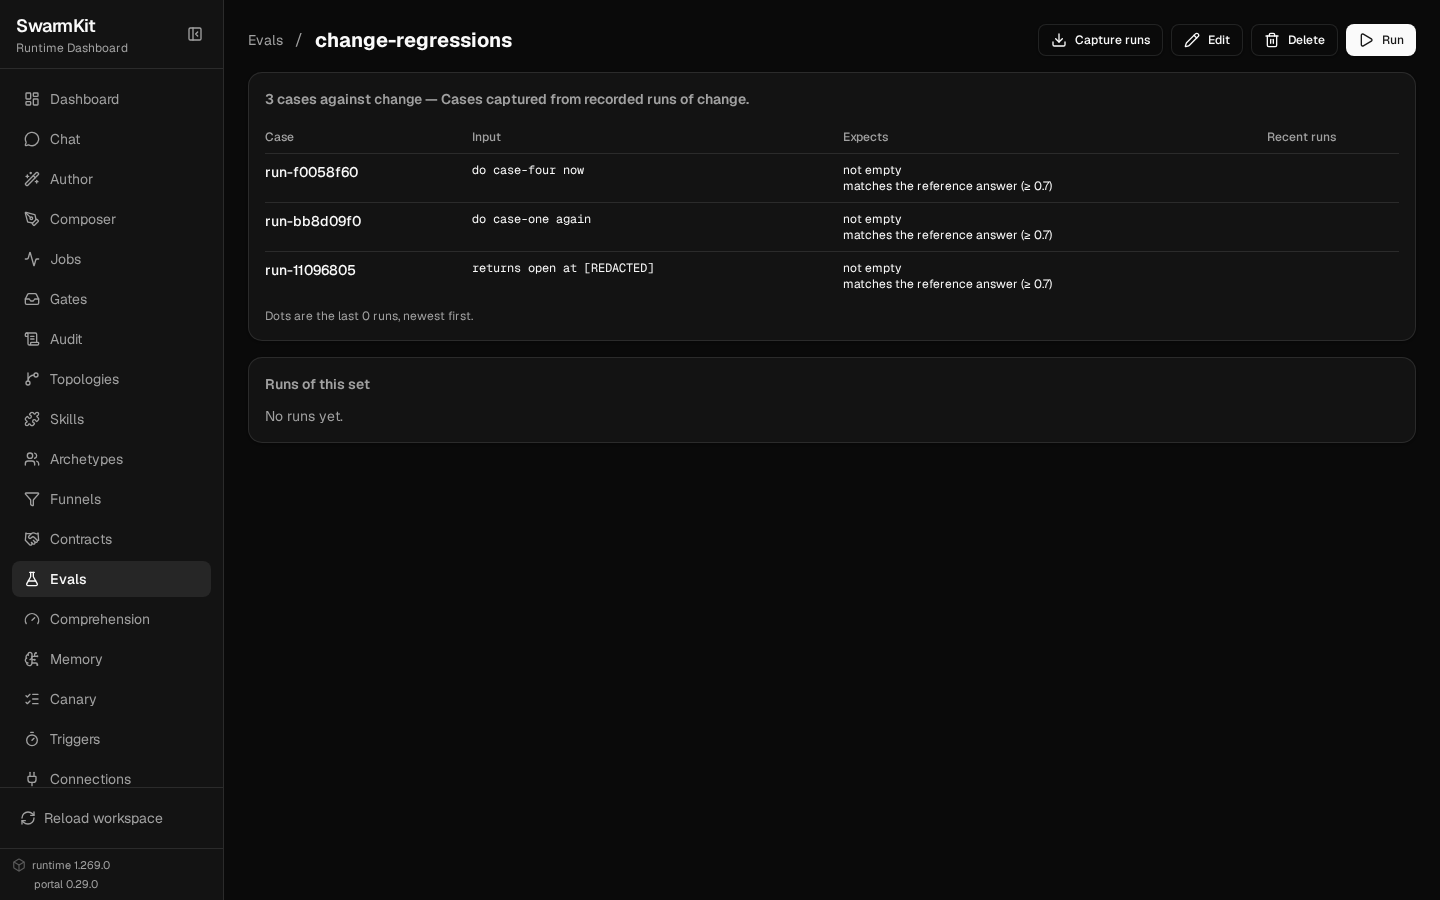 SwarmKit
Runtime Dashboard
Dashboard
Chat
Author
Composer
Jobs
Gates
Audit
Topologies
Skills
Archetypes
Funnels
Contracts
Evals
Comprehension
Memory
Canary
Triggers
Connections
Reload workspace
runtime 1.269.0
portal 0.29.0
Evals / change-regressions
Capture runs
Edit
Delete
Run
3 cases against change — Cases captured from recorded runs of change.
Case Input Expects Recent runs
run-f0058f60 do case-four now not empty
matches the reference answer (≥ 0.7)
run-bb8d09f0 do case-one again not empty
matches the reference answer (≥ 0.7)
run-11096805 returns open at [REDACTED] not empty
matches the reference answer (≥ 0.7)
Dots are the last 0 runs, newest first.
Runs of this set
No runs yet.